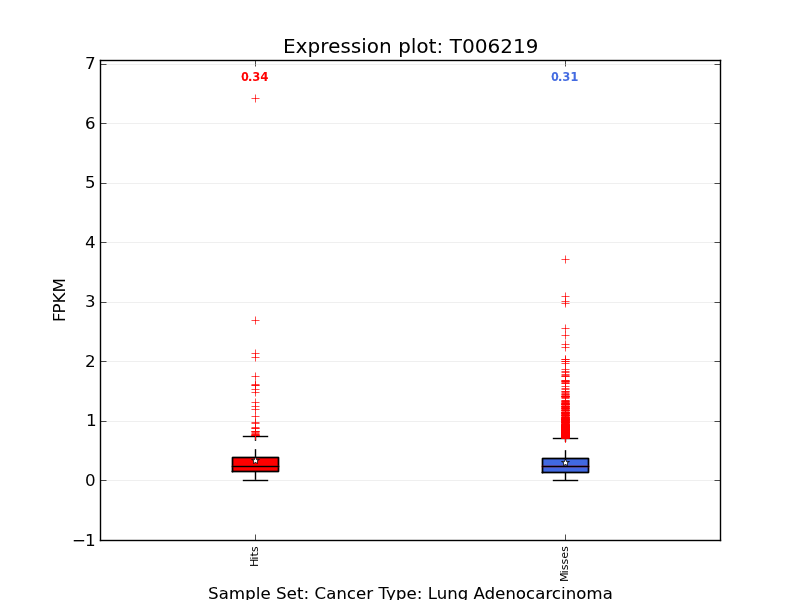 Expression plot: T006219
0.34
0.31
7
6
5
4
3
2
1
0
−1
FPKM
Hits
Misses
Sample Set: Cancer Type: Lung Adenocarcinoma